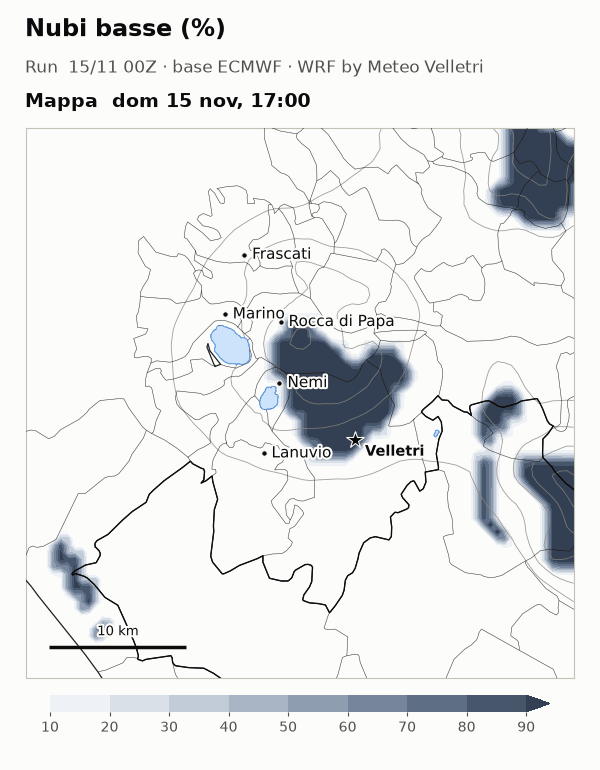 Nubi basse (%)
Run  15/11 00Z · base ECMWF · WRF by Meteo Velletri
Mappa  dom 15 nov, 17:00
Frascati
Marino
Rocca di Papa
Nemi
Velletri
Lanuvio
10 km
10 20 30 40 50 60 70 80 90